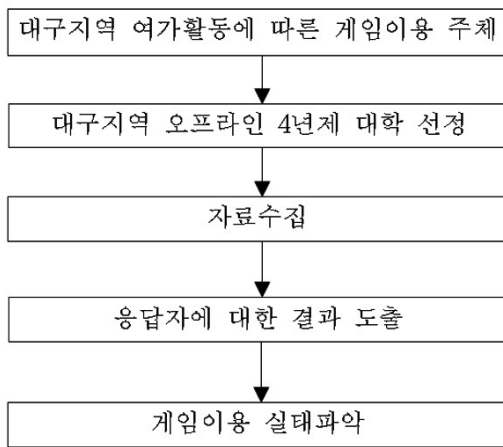 대구지역 여가활동에 따른 게임이용 주체
대구지역 오프라인 4년제 대학 선정
자료수집
응답자에 대한 결과 도출
게임이용 실태파악